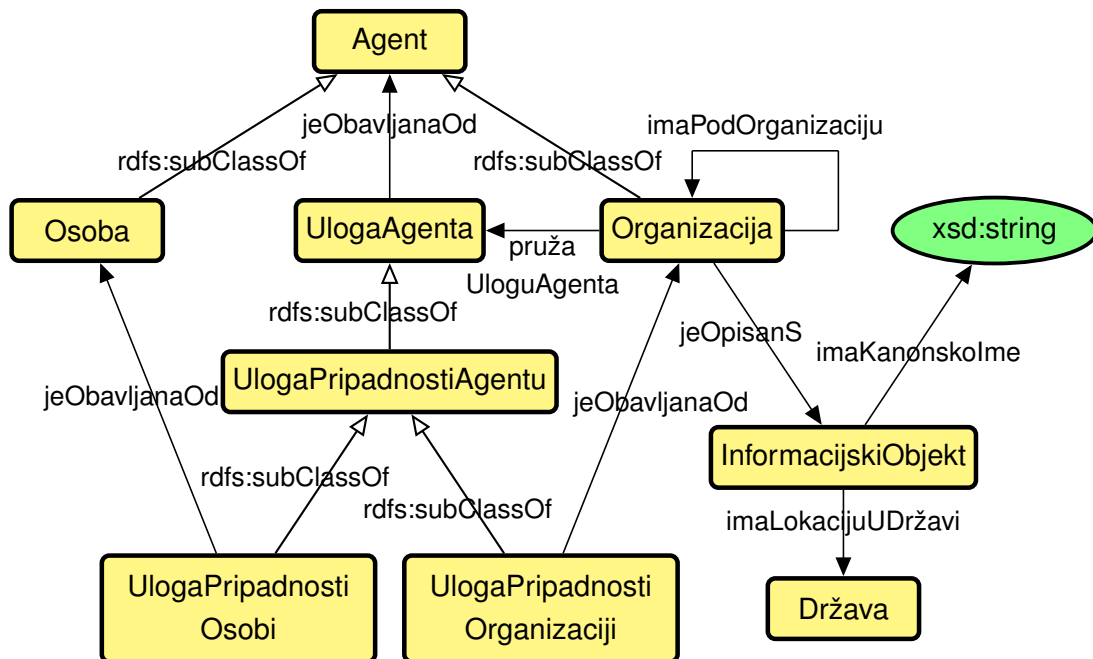 Agent
jeObavljanaOd
imaPodOrganizaciju
rdfs:subClassOf
rdfs:subClassOf
Osoba
UlogaAgenta
Organizacija
xsd:string
pruža
UloguAgenta
rdfs:subClassOf
jeOpisanS
imaKanonskoIme
UlogaPripadnostiAgentu
jeObavljanaOd
jeObavljanaOd
InformacijskiObjekt
rdfs:subClassOf
rdfs:subClassOf
imaLokacijuUDržavi
UlogaPripadnosti
Osobi
UlogaPripadnosti
Organizaciji
Država